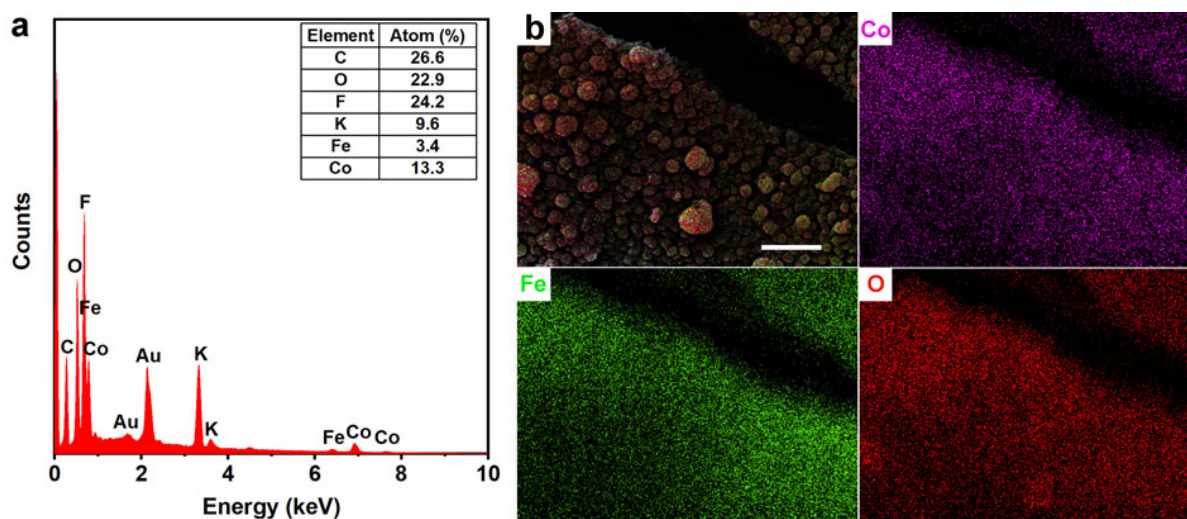 a
Element Atom (%)
C 26.6
O 22.9
F 24.2
K 9.6
Fe 3.4
Co 13.3
F
O
Fe
C
Co
Au
Au
K
K
Fe
Co
Co
Counts
0 2 4 6 8 10
Energy (keV)
b
Co
Fe
O